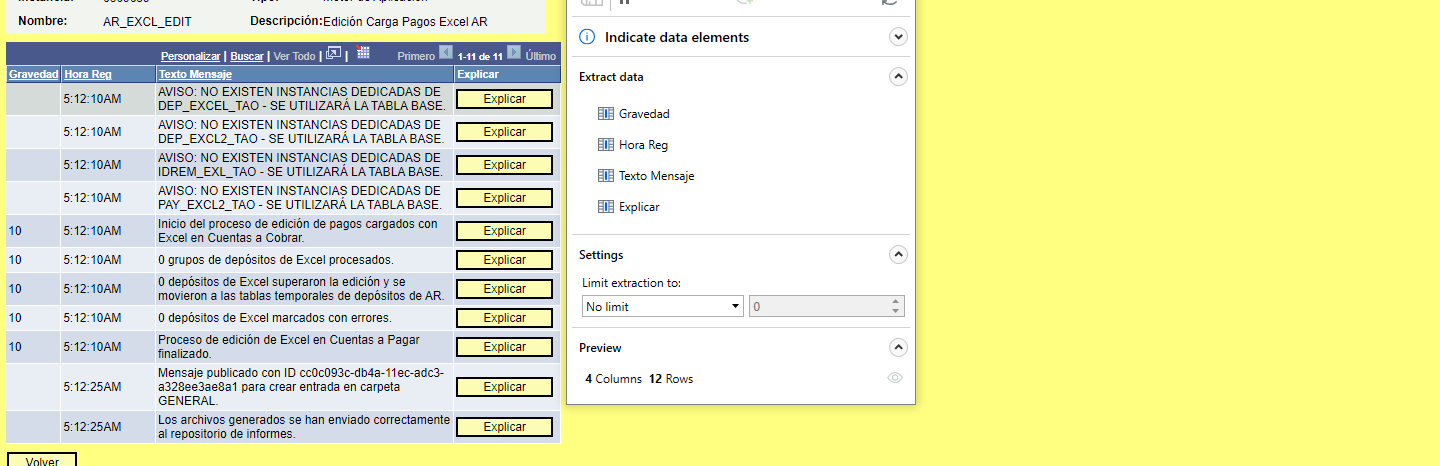 Nombre: AR_EXCL_EDIT Descripción: Edición Carga Pagos Excel AR
Personalizar | Buscar | Ver Todo | | Primero 1-11 de 11 Último
Gravedad Hora Reg Texto Mensaje Explicar
5:12:10AM AVISO: NO EXISTEN INSTANCIAS DEDICADAS DE
DEP_EXCEL_TAO - SE UTILIZARÁ LA TABLA BASE. Explicar
5:12:10AM AVISO: NO EXISTEN INSTANCIAS DEDICADAS DE
DEP_EXCL2_TAO - SE UTILIZARÁ LA TABLA BASE. Explicar
5:12:10AM AVISO: NO EXISTEN INSTANCIAS DEDICADAS DE
IDREM_EXL_TAO - SE UTILIZARÁ LA TABLA BASE. Explicar
5:12:10AM AVISO: NO EXISTEN INSTANCIAS DEDICADAS DE
PAY_EXCL2_TAO - SE UTILIZARÁ LA TABLA BASE. Explicar
10 5:12:10AM Inicio del proceso de edición de pagos cargados con
Excel en Cuentas a Cobrar. Explicar
10 5:12:10AM 0 grupos de depósitos de Excel procesados. Explicar
10 5:12:10AM 0 depósitos de Excel superaron la edición y se
movieron a las tablas temporales de depósitos de AR. Explicar
10 5:12:10AM 0 depósitos de Excel marcados con errores. Explicar
10 5:12:10AM Proceso de edición de Excel en Cuentas a Pagar
finalizado. Explicar
5:12:25AM Mensaje publicado con ID cc0c093c-db4a-11ec-adc3-
a328ee3ae8a1 para crear entrada en carpeta
GENERAL. Explicar
5:12:25AM Los archivos generados se han enviado correctamente
al repositorio de informes. Explicar
Volver
Indicate data elements
Extract data
Gravedad
Hora Reg
Texto Mensaje
Explicar
Settings
Limit extraction to:
No limit 0
Preview
4 Columns 12 Rows